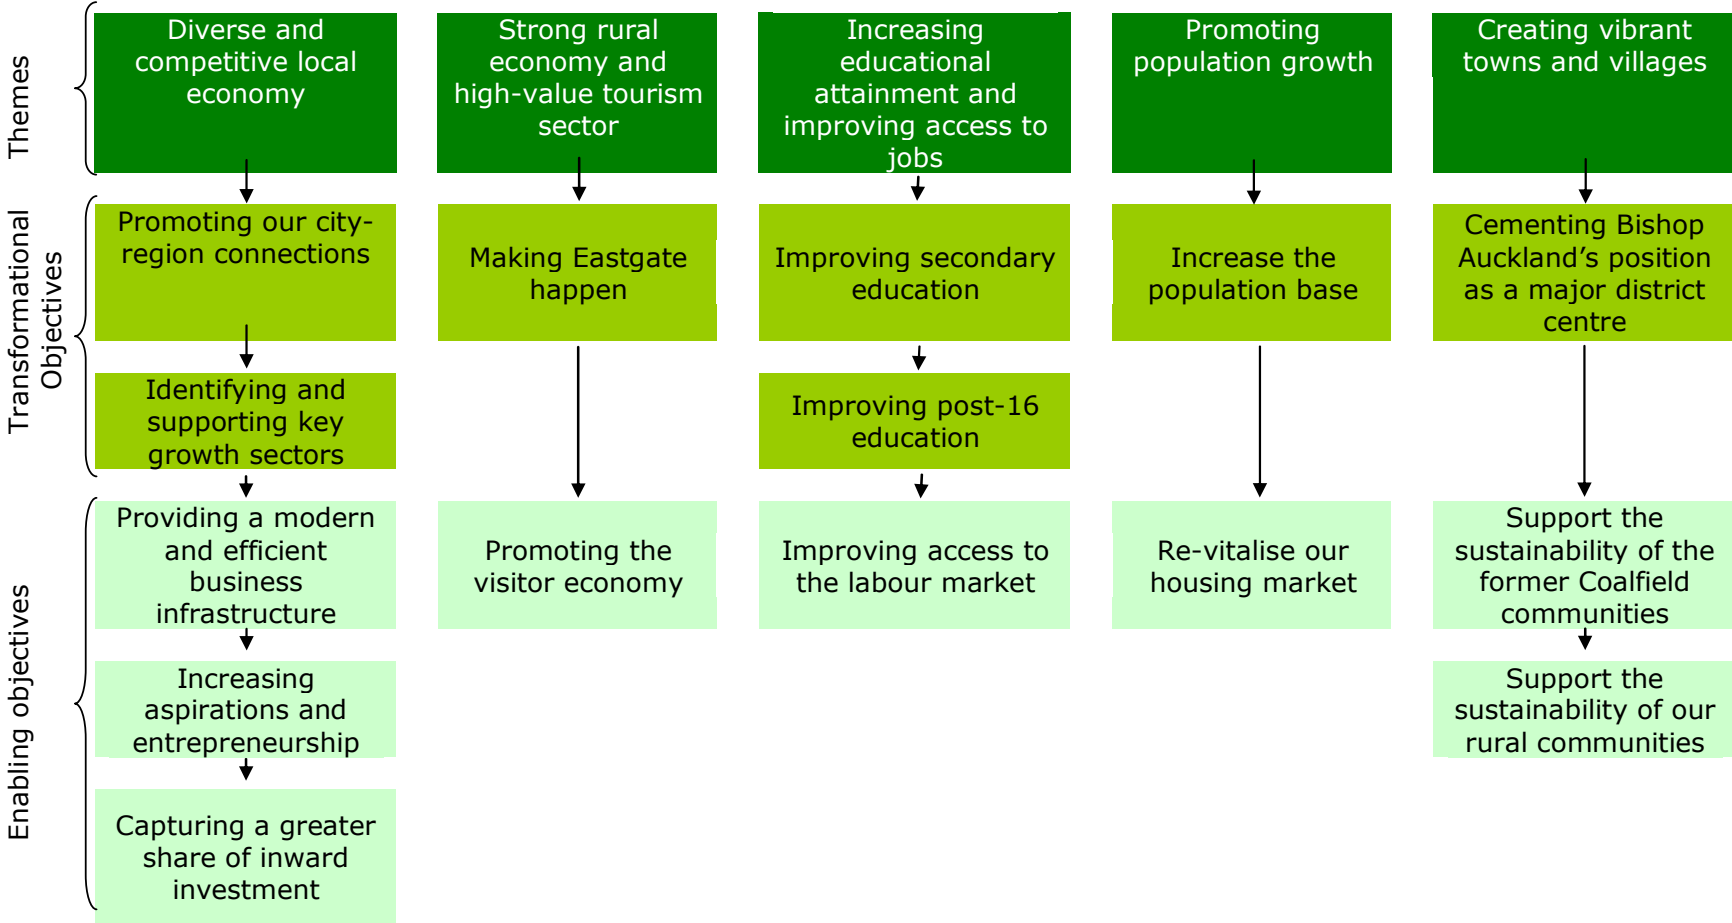 Themes
Diverse and
competitive local
economy
Strong rural
economy and
high-value tourism
sector
Increasing
educational
attainment and
improving access to
jobs
Promoting
population growth
Creating vibrant
towns and villages
Transformational
Objectives
Promoting our city-
region connections
Making Eastgate
happen
Improving secondary
education
Increase the
population base
Cementing Bishop
Auckland’s position
as a major district
centre
Identifying and
supporting key
growth sectors
Improving post-16
education
Enabling objectives
Providing a modern
and efficient
business
infrastructure
Promoting the
visitor economy
Improving access to
the labour market
Re-vitalise our
housing market
Support the
sustainability of the
former Coalfield
communities
Increasing
aspirations and
entrepreneurship
Support the
sustainability of our
rural communities
Capturing a greater
share of inward
investment